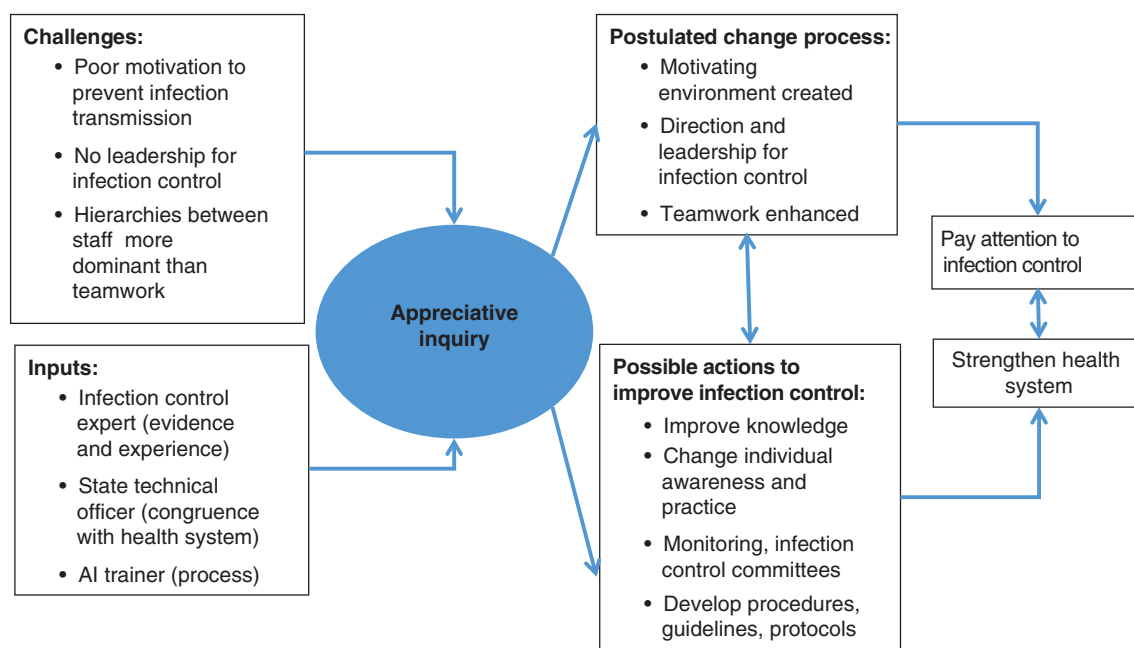 Challenges:
• Poor motivation to
prevent infection
transmission
• No leadership for
infection control
• Hierarchies between
staff more
dominant than
teamwork
Inputs:
• Infection control
expert (evidence
and experience)
• State technical
officer (congruence
with health system)
• AI trainer (process)
Appreciative
inquiry
Postulated change process:
• Motivating
environment created
• Direction and
leadership for
infection control
• Teamwork enhanced
Possible actions to
improve infection control:
• Improve knowledge
• Change individual
awareness and
practice
• Monitoring, infection
control committees
• Develop procedures,
guidelines, protocols
Pay attention to
infection control
Strengthen health
system